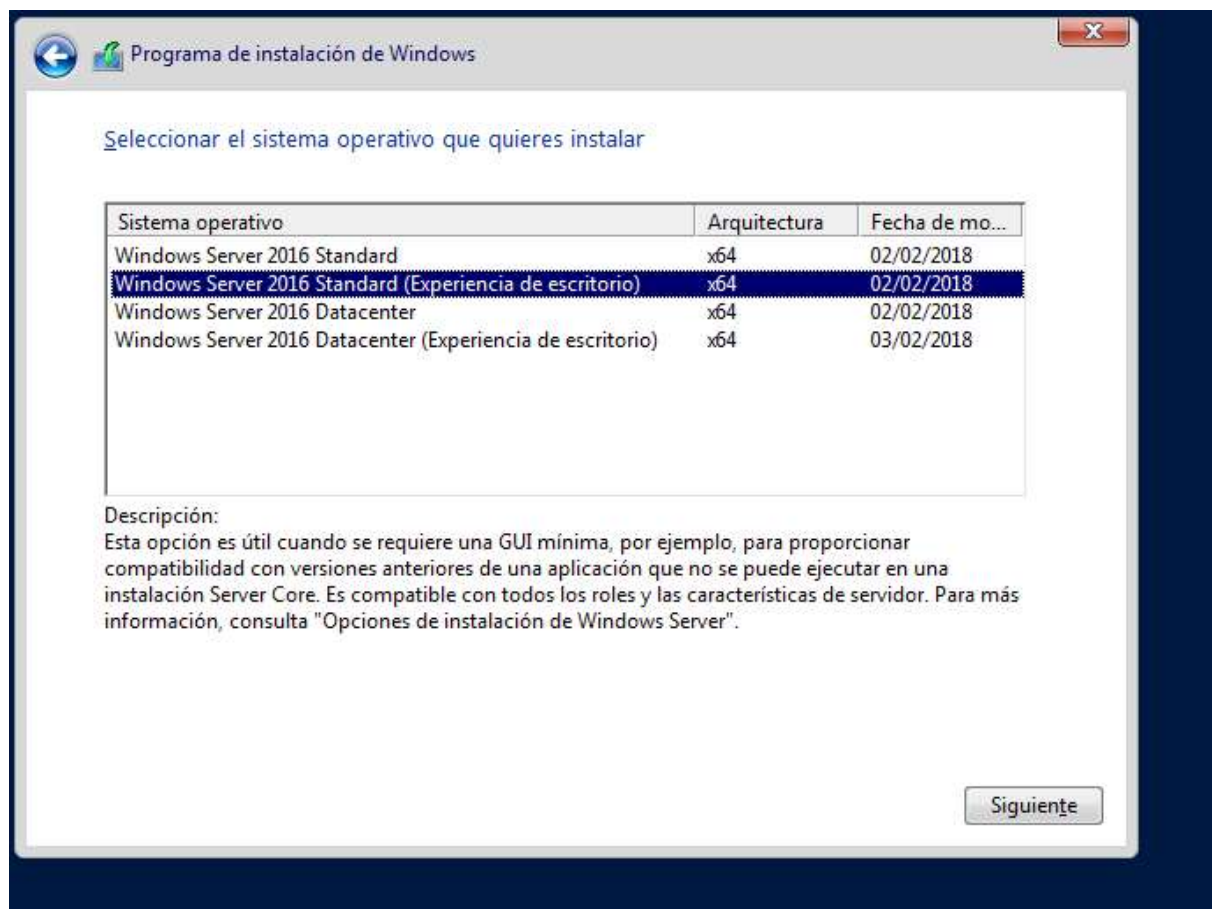 Programa de instalación de Windows
Seleccionar el sistema operativo que quieres instalar
Sistema operativo Arquitectura Fecha de mo...
Windows Server 2016 Standard x64 02/02/2018
Windows Server 2016 Standard (Experiencia de escritorio) x64 02/02/2018
Windows Server 2016 Datacenter x64 02/02/2018
Windows Server 2016 Datacenter (Experiencia de escritorio) x64 03/02/2018
Descripción:
Esta opción es útil cuando se requiere una GUI mínima, por ejemplo, para proporcionar
compatibilidad con versiones anteriores de una aplicación que no se puede ejecutar en una
instalación Server Core. Es compatible con todos los roles y las características de servidor. Para más
información, consulta "Opciones de instalación de Windows Server".
Siguiente